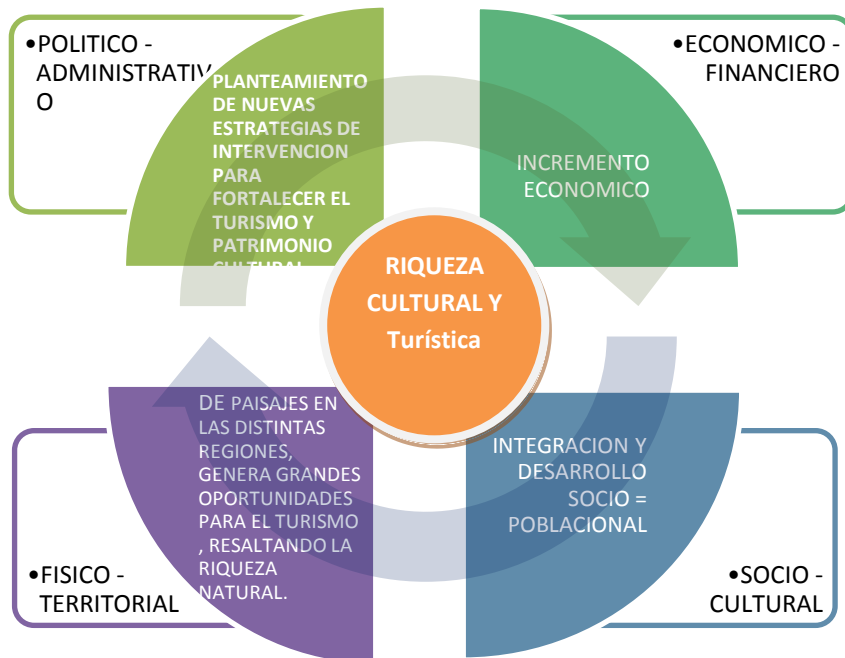 •POLITICO -
ADMINISTRATIV
O
PLANTEAMIENTO
DE NUEVAS
ESTRATEGIAS DE
INTERVENCION
PARA
FORTALECER EL
TURISMO Y
PATRIMONIO
CULTURAL
•ECONOMICO -
FINANCIERO
INCREMENTO
ECONOMICO
RIQUEZA
CULTURAL Y
Turística
DE PAISAJES EN
LAS DISTINTAS
REGIONES,
GENERA GRANDES
OPORTUNIDADES
PARA EL TURISMO
, RESALTANDO LA
RIQUEZA
NATURAL.
•FISICO -
TERRITORIAL
INTEGRACION Y
DESARROLLO
SOCIO =
POBLACIONAL
•SOCIO -
CULTURAL